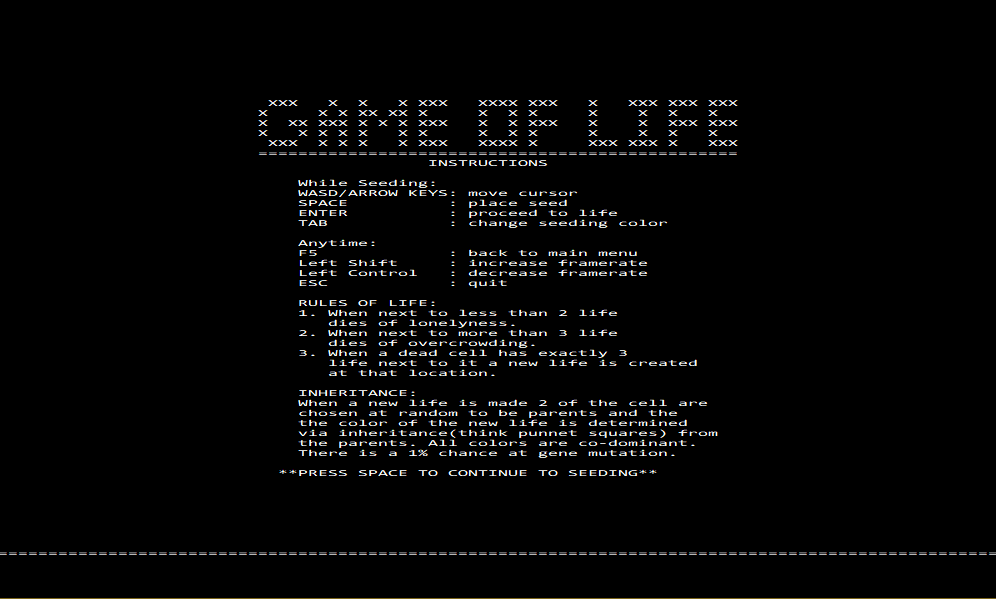 GAME OF LIFE
================================================
INSTRUCTIONS
While Seeding:
WASD/ARROW KEYS: move cursor
SPACE : place seed
ENTER : proceed to life
TAB : change seeding color
Anytime:
F5 : back to main menu
Left Shift : increase framerate
Left Control : decrease framerate
ESC : quit
RULES OF LIFE:
1. When next to less than 2 life
dies of lonelyness.
2. When next to more than 3 life
dies of overcrowding.
3. When a dead cell has exactly 3
life next to it a new life is created
at that location.
INHERITANCE:
When a new life is made 2 of the cell are
chosen at random to be parents and the
the color of the new life is determined
via inheritance(think punnet squares) from
the parents. All colors are co-dominant.
There is a 1% chance at gene mutation.
**PRESS SPACE TO CONTINUE TO SEEDING**